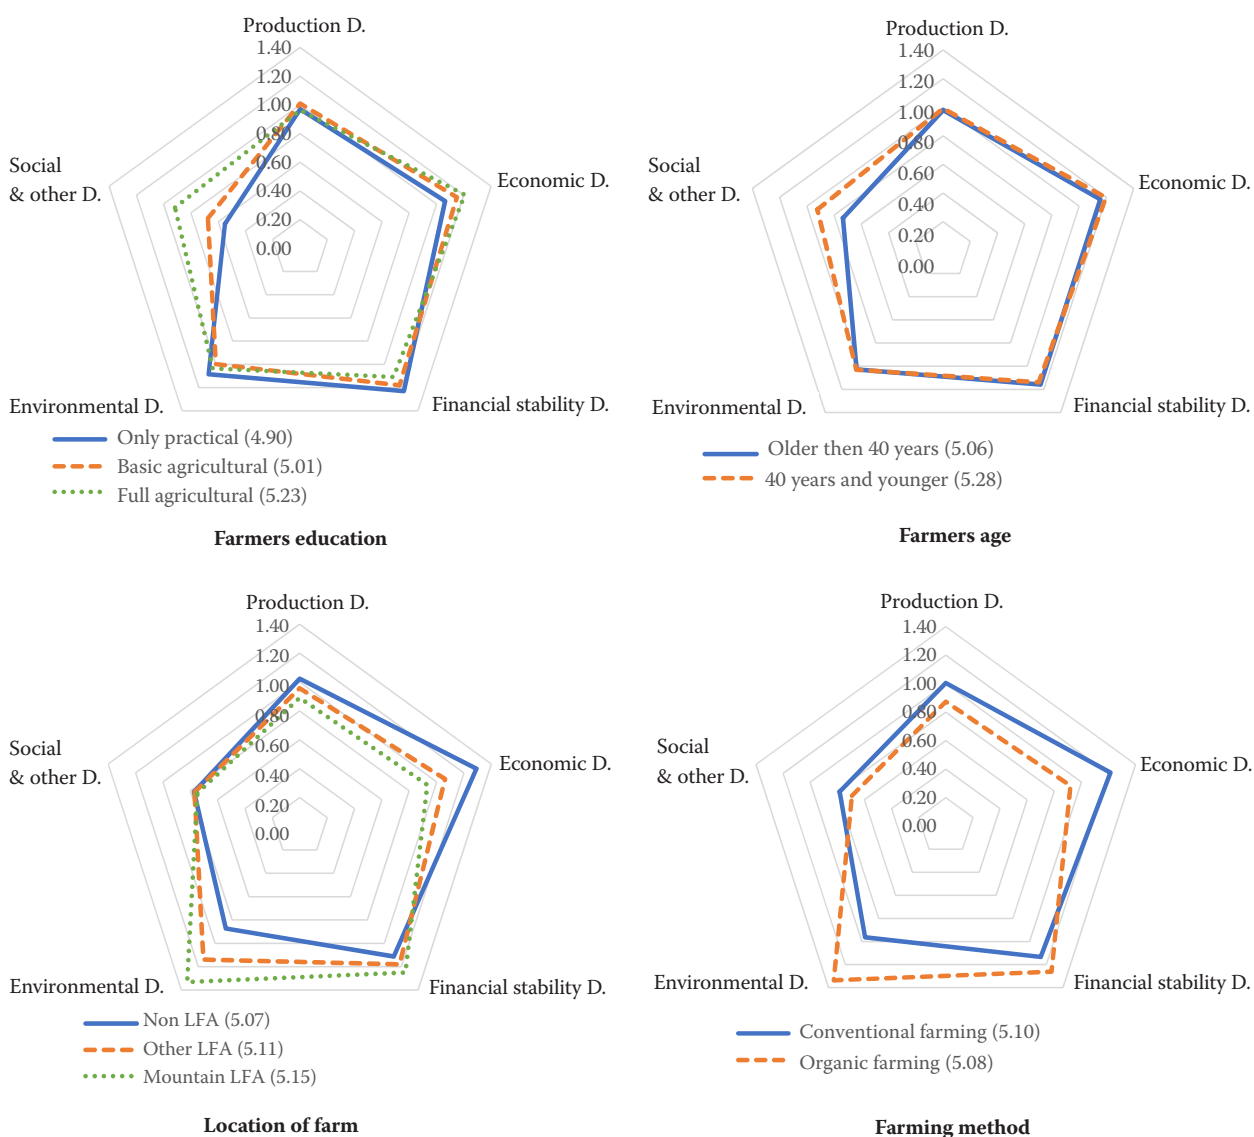 Production D.
1.40
1.20
1.00
0.80
0.60
0.40
0.20
0.00
Economic D.
Social
& other D.
Environmental D.
Financial stability D.
Only practical (4.90)
Basic agricultural (5.01)
Full agricultural (5.23)
Farmers education
Production D.
1.40
1.20
1.00
0.80
0.60
0.40
0.20
0.00
Economic D.
Social
& other D.
Environmental D.
Financial stability D.
Older then 40 years (5.06)
40 years and younger (5.28)
Farmers age
Production D.
1.40
1.20
1.00
0.80
0.60
0.40
0.20
0.00
Economic D.
Social
& other D.
Environmental D.
Financial stability D.
Non LFA (5.07)
Other LFA (5.11)
Mountain LFA (5.15)
Location of farm
Production D.
1.40
1.20
1.00
0.80
0.60
0.40
0.20
0.00
Economic D.
Social
& other D.
Environmental D.
Financial stability D.
Conventional farming (5.10)
Organic farming (5.08)
Farming method